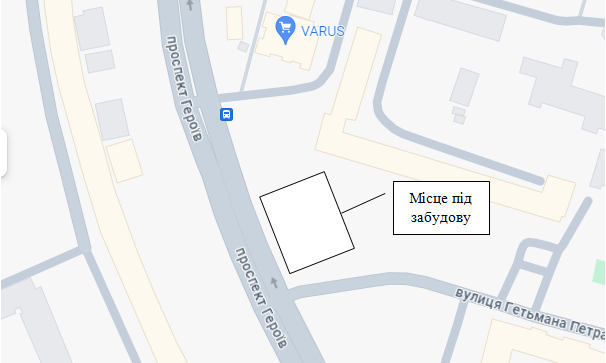 VARUS
проспект Героїв
Місце під
забудову
проспект Героїв
вулиця Гетьмана Петра